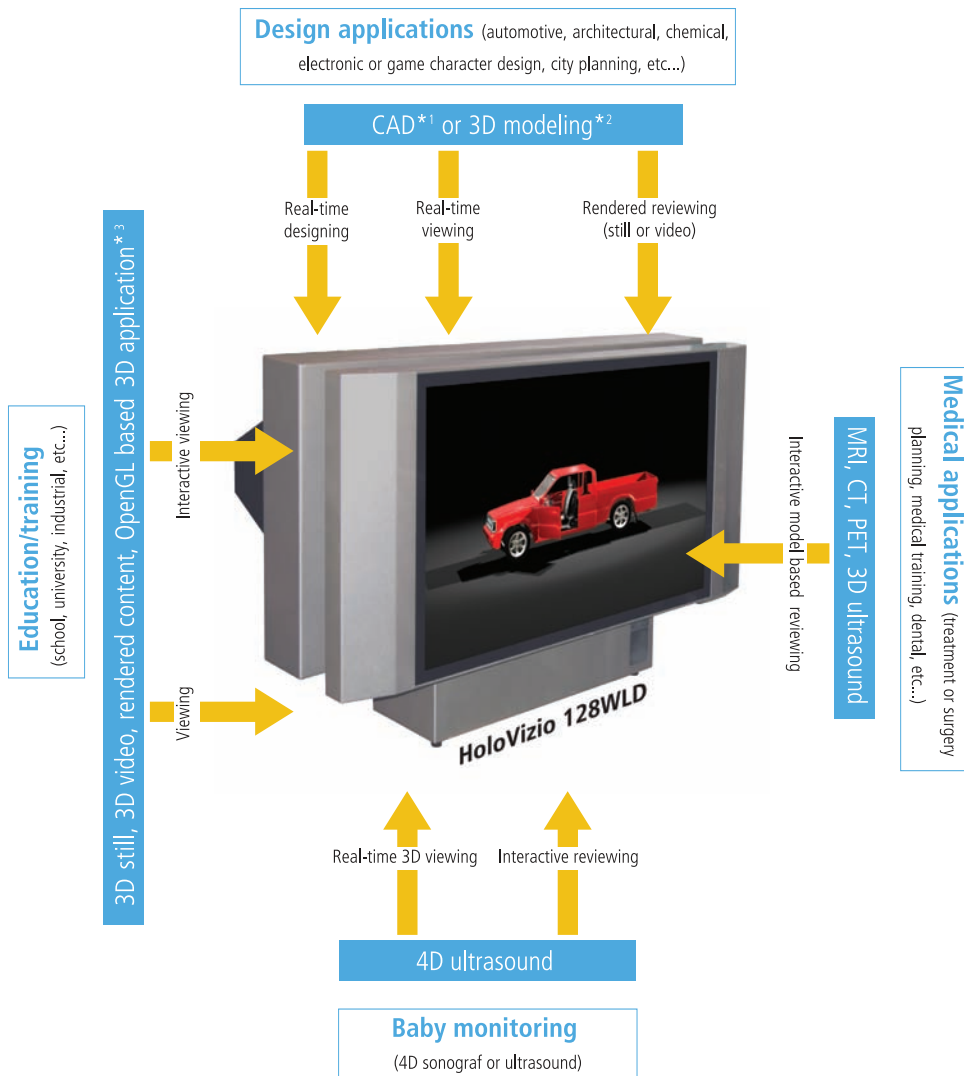 Design applications (automotive, architectural, chemical,
electronic or game character design, city planning, etc...)
CAD*1 or 3D modeling*2
Real-time
designing
Real-time
viewing
Rendered reviewing
(still or video)
Education/training
(school, university, industrial, etc...)
3D still, 3D video, rendered content, OpenGL based 3D application*3
Interactive viewing
Viewing
HoloVizio 128WLD
Interactive model based reviewing
MRI, CT, PET, 3D ultrasound
Medical applications (treatment or surgery
planning, medical training, dental, etc...)
Real-time 3D viewing
Interactive reviewing
4D ultrasound
Baby monitoring
(4D sonograf or ultrasound)